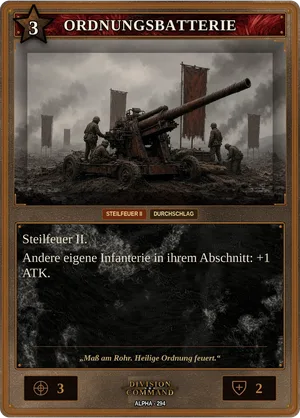 3
ORDNUNGSBATTERIE
STEILFEUER II
DURCHSCHLAG
Steilfeuer II.
Andere eigene Infanterie in ihrem Abschnitt: +1
ATK.
„Maß am Rohr. Heilige Ordnung feuert.“
DIVISION
COMMAND
ALPHA - 294
3
2